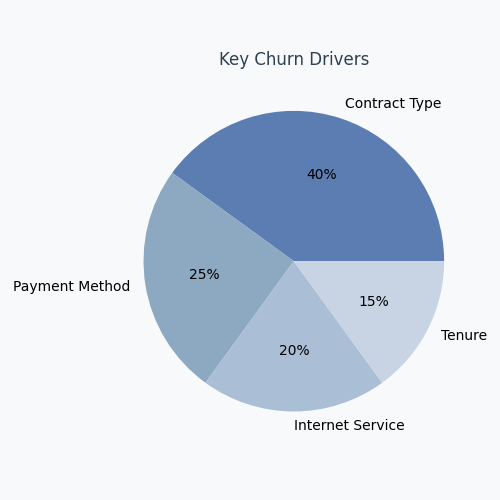 Key Churn Drivers
Contract Type
40%
25%
Payment Method
15%
20%
Tenure
Internet Service